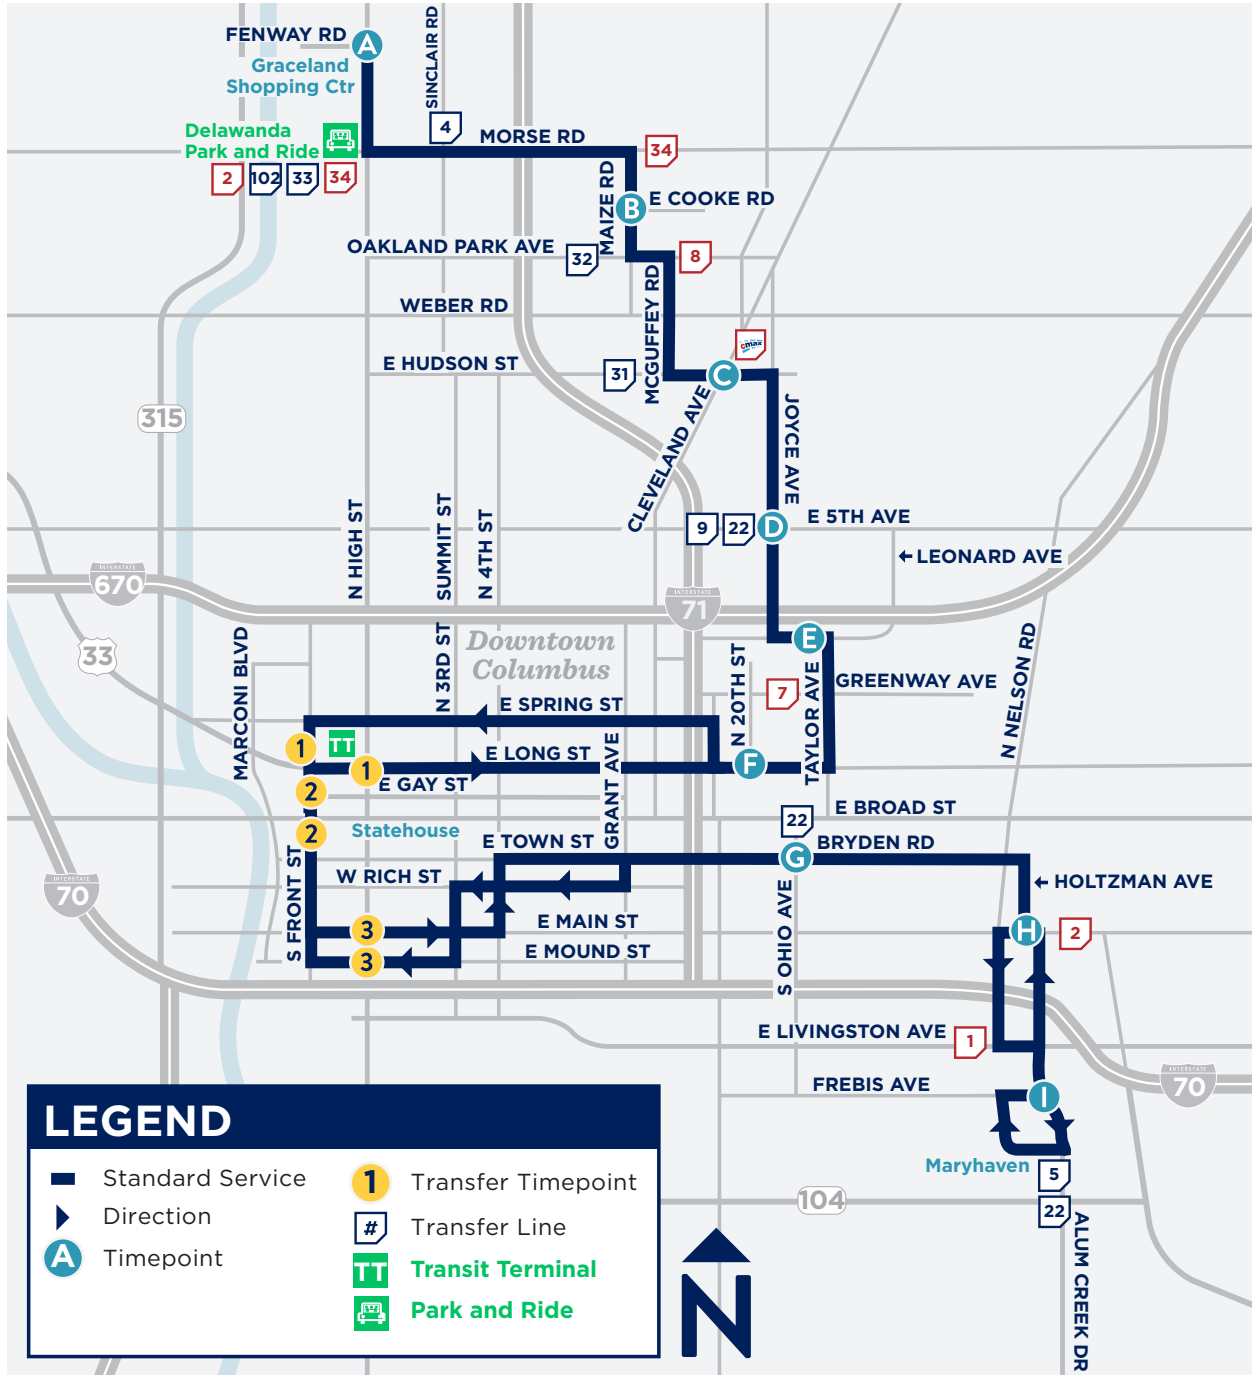 FENWAY RD
A
Graceland
Shopping Ctr
SINCLAIR RD
4
Delawanda
Park and Ride
MORSE RD
34
2
102
33
34
MAIZE RD
B
E COOKE RD
OAKLAND PARK AVE
32
8
MCGUFFEY RD
WEBER RD
cmax
E HUDSON ST
31
C
315
CLEVELAND AVE
JOYCE AVE
N HIGH ST
SUMMIT ST
N 4TH ST
9
22
D
E 5TH AVE
LEONARD AVE
INTERSTATE
670
INTERSTATE
71
33
MARCONI BLVD
N 3RD ST
Downtown
Columbus
N 20TH ST
E
TAYLOR AVE
N NELSON RD
7
GREENWAY AVE
E SPRING ST
1
TT
1
E LONG ST
GRANT AVE
F
E GAY ST
2
E BROAD ST
22
2
Statehouse
E TOWN ST
G
BRYDEN RD
S FRONT ST
W RICH ST
HOLTZMAN AVE
INTERSTATE
70
3
E MAIN ST
S OHIO AVE
H
2
3
E MOUND ST
E LIVINGSTON AVE
1
INTERSTATE
70
FREBIS AVE
I
Maryhaven
5
104
22
ALUM CREEK DR
N
LEGEND
Standard Service
Direction
A
Timepoint
1
Transfer Timepoint
#
Transfer Line
TT
Transit Terminal
Park and Ride